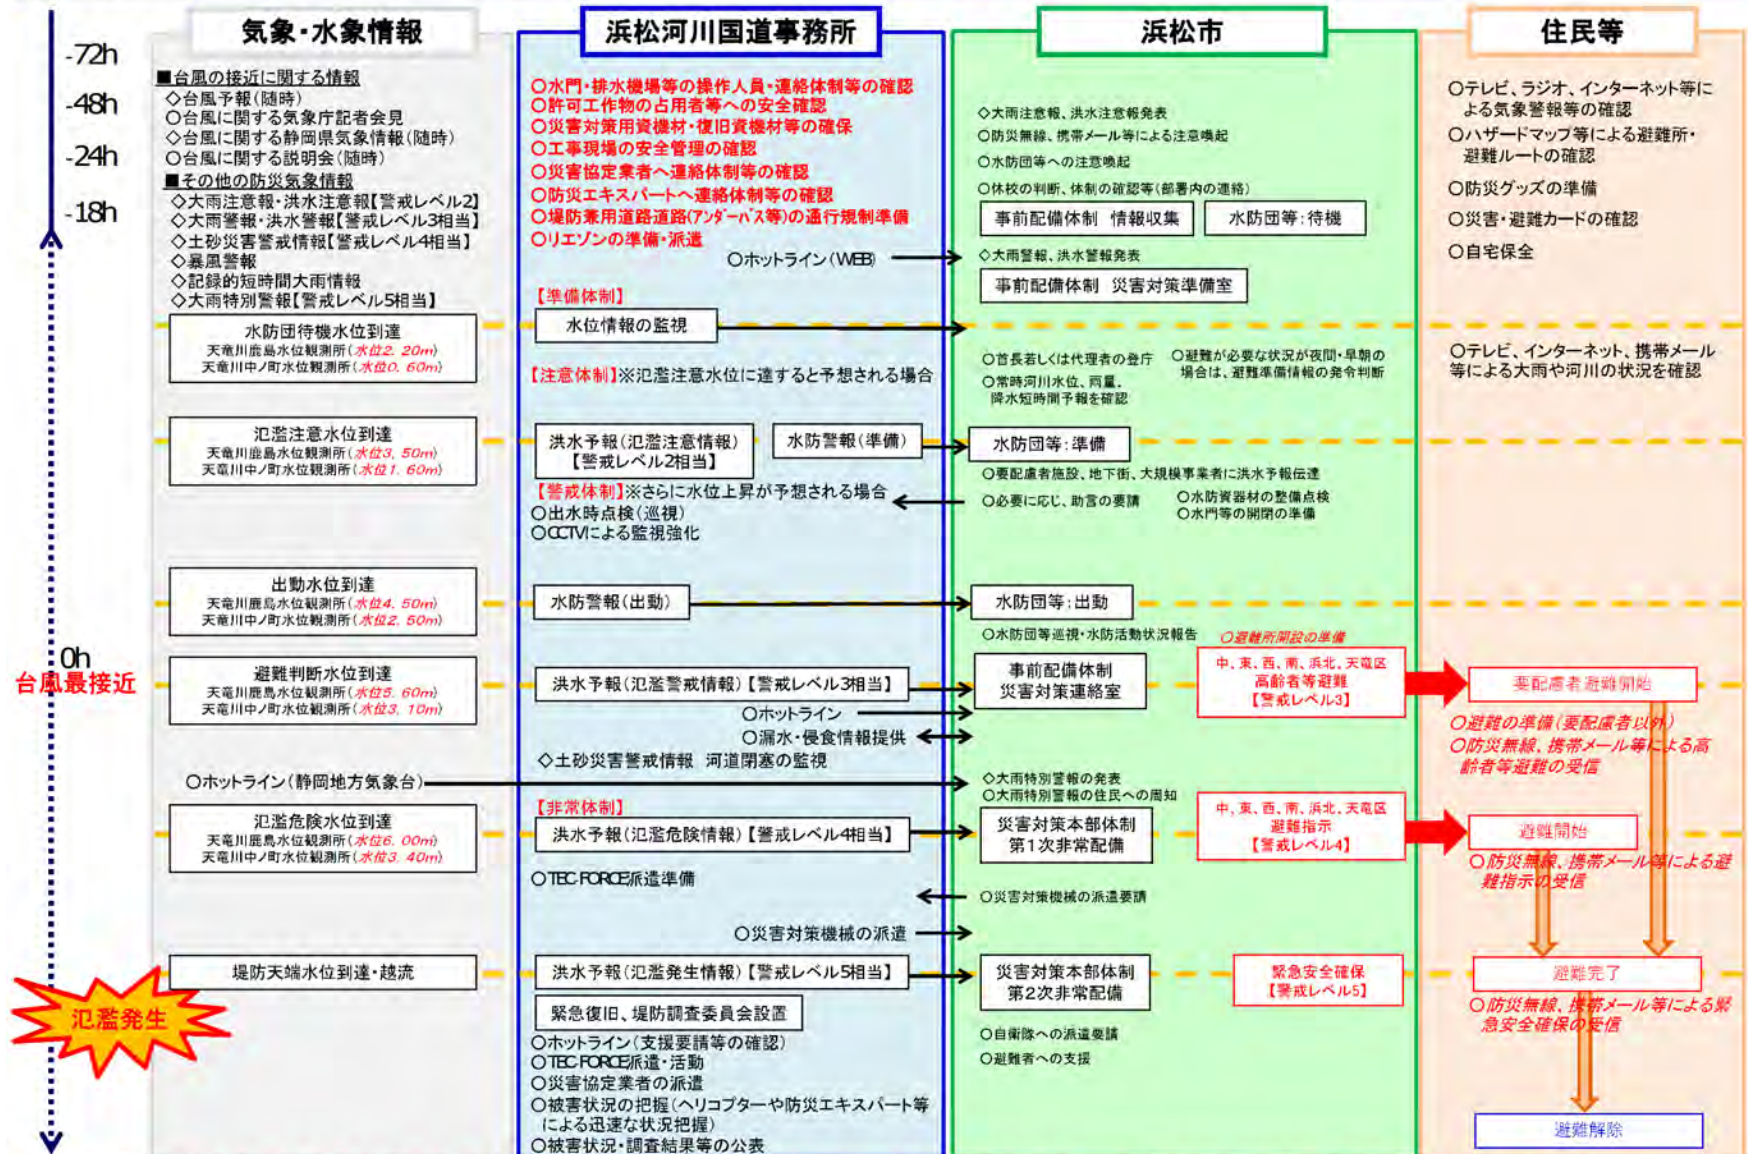 -72h
-48h
-24h
-18h
0h
台風最接近
氾濫発生
気象・水象情報
■台風の接近に関する情報
◇台風予報(随時)
○台風に関する気象庁記者会見
◇台風に関する静岡県気象情報(随時)
○台風に関する説明会(随時)
■その他の防災気象情報
◇大雨注意報・洪水注意報【警戒レベル2】
◇大雨警報・洪水警報【警戒レベル3相当】
◇土砂災害警戒情報【警戒レベル4相当】
◇暴風警報
◇記録的短時間大雨情報
◇大雨特別警報【警戒レベル5相当】
水防団待機水位到達
天竜川鹿島水位観測所(水位2.20m)
天竜川中ノ町水位観測所(水位0.60m)
氾濫注意水位到達
天竜川鹿島水位観測所(水位3.50m)
天竜川中ノ町水位観測所(水位1.60m)
出動水位到達
天竜川鹿島水位観測所(水位4.50m)
天竜川中ノ町水位観測所(水位2.50m)
避難判断水位到達
天竜川鹿島水位観測所(水位5.60m)
天竜川中ノ町水位観測所(水位3.10m)
○ホットライン(静岡地方気象台)
氾濫危険水位到達
天竜川鹿島水位観測所(水位6.00m)
天竜川中ノ町水位観測所(水位3.40m)
堤防天端水位到達・越流
浜松河川国道事務所
○水門・排水機場等の操作人員・連絡体制等の確認
○許可工作物の占用者等への安全確認
○災害対策用資機材・復旧資機材等の確保
○工事現場の安全管理の確認
○災害協定業者へ連絡体制等の確認
○防災エキスパートへ連絡体制等の確認
○堤防兼用道路道路(アンダーパス等)の通行規制準備
○リエゾンの準備・派遣
○ホットライン(WEB)
【準備体制】
水位情報の監視
【注意体制】※氾濫注意水位に達すると予想される場合
洪水予報(氾濫注意情報)
【警戒レベル2相当】
水防警報(準備)
【警戒体制】※さらに水位上昇が予想される場合
○出水時点検(巡視)
○CCTVによる監視強化
水防警報(出動)
洪水予報(氾濫警戒情報)【警戒レベル3相当】
○ホットライン
○漏水・侵食情報提供
◇土砂災害警戒情報 河道閉塞の監視
【非常体制】
洪水予報(氾濫危険情報)【警戒レベル4相当】
○TEC-FORCE派遣準備
○災害対策機械の派遣
洪水予報(氾濫発生情報)【警戒レベル5相当】
緊急復旧、堤防調査委員会設置
○ホットライン(支援要請等の確認)
○TEC-FORCE派遣・活動
○災害協定業者の派遣
○被害状況の把握(ヘリコプターや防災エキスパート等
による迅速な状況把握)
○被害状況・調査結果等の公表
浜松市
◇大雨注意報、洪水注意報発表
○防災無線、携帯メール等による注意喚起
○水防団等への注意喚起
○休校の判断、体制の確認等(部署内の連絡)
事前配備体制 情報収集
水防団等:待機
◇大雨警報、洪水警報発表
事前配備体制 災害対策準備室
○首長若しくは代理者の登庁
○常時河川水位、雨量、
降水短時間予報を確認
○避難が必要な状況が夜間・早朝の
場合は、避難準備情報の発令判断
水防団等:準備
○要配慮者施設、地下街、大規模事業者に洪水予報伝達
○必要に応じ、助言の要請
○水防資器材の整備点検
○水門等の開閉の準備
水防団等:出動
○水防団等巡視・水防活動状況報告
○避難所開設の準備
事前配備体制
災害対策連絡室
中、東、西、南、浜北、天竜区
高齢者等避難
【警戒レベル3】
◇大雨特別警報の発表
○大雨特別警報の住民への周知
災害対策本部体制
第1次非常配備
中、東、西、南、浜北、天竜区
避難指示
【警戒レベル4】
○災害対策機械の派遣要請
災害対策本部体制
第2次非常配備
緊急安全確保
【警戒レベル5】
○自衛隊への派遣要請
○避難者への支援
住民等
○テレビ、ラジオ、インターネット等に
よる気象警報等の確認
○ハザードマップ等による避難所・
避難ルートの確認
○防災グッズの準備
○災害・避難カードの確認
○自宅保全
○テレビ、インターネット、携帯メール
等による大雨や河川の状況を確認
要配慮者避難開始
○避難の準備(要配慮者以外)
○防災無線、携帯メール等による高
齢者等避難の受信
避難開始
○防災無線、携帯メール等による避
難指示の受信
避難完了
○防災無線、携帯メール等による緊
急安全確保の受信
避難解除